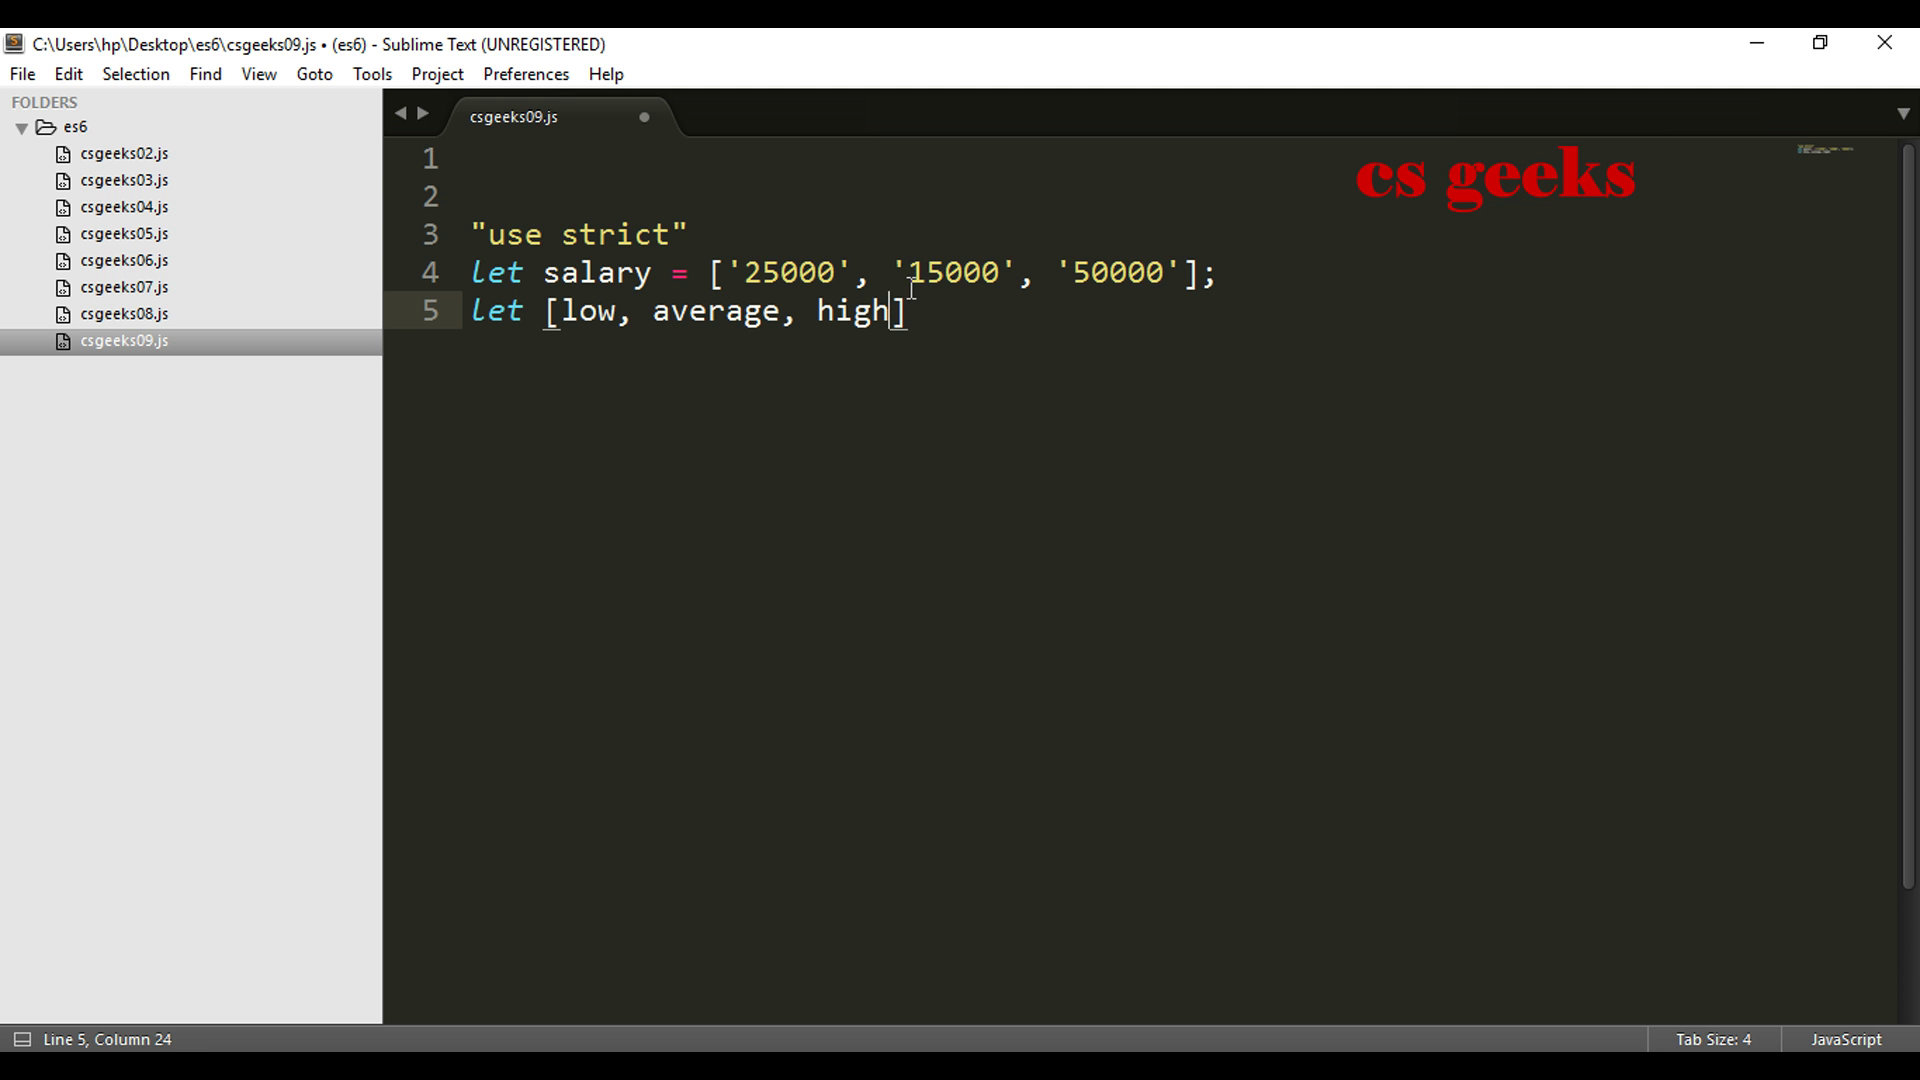 C:\Users\hp\Desktop\es6\csgeeks09.js • (es6) - Sublime Text (UNREGISTERED)
File Edit Selection Find View Goto Tools Project Preferences Help
FOLDERS
es6
csgeeks02.js
csgeeks03.js
csgeeks04.js
csgeeks05.js
csgeeks06.js
csgeeks07.js
csgeeks08.js
csgeeks09.js
csgeeks09.js
cs geeks
1
2
3 "use strict"
4 let salary = ['25000', '15000', '50000'];
5 let [low, average, high]
Line 5, Column 24
Tab Size: 4
JavaScript